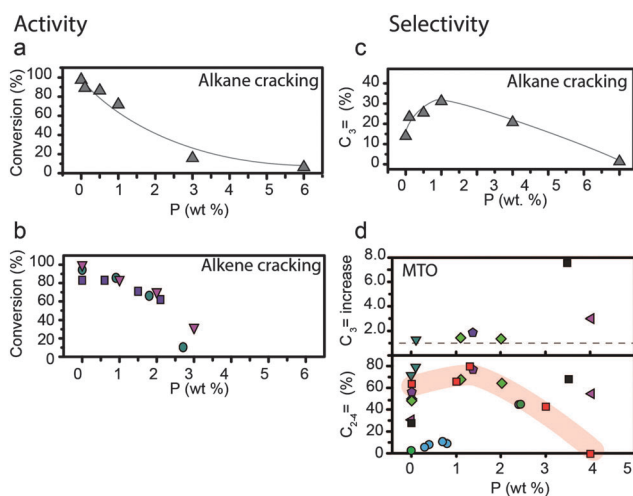 Activity
a
Conversion (%)
100
80
60
40
20
0
Alkane cracking
0 1 2 3 4 5 6
P (wt %)
b
Conversion (%)
100
80
60
40
20
0
Alkene cracking
0 1 2 3 4 5 6
P (wt %)
Selectivity
c
C3= (%)
40
30
20
10
0
Alkane cracking
0 1 2 3 4 5 6
P (wt. %)
d
C3= increase
8.0
6.0
4.0
2.0
MTO
C2-4= (%)
80
60
40
20
0
0 1 2 3 4 5
P (wt %)